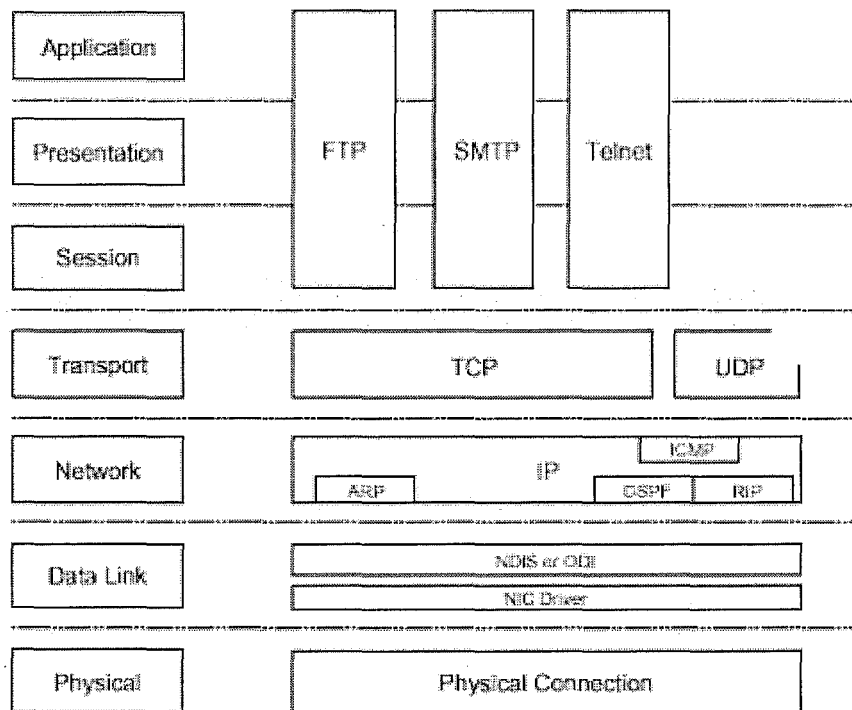 Application
Presentation
FTP
SMTP
Telnet
Session
Transport
TCP
UDP
Network
IP
ICMP
ARP
OSPF
RIP
Data Link
NDIS or ODI
NIC Driver
Physical
Physical Connection